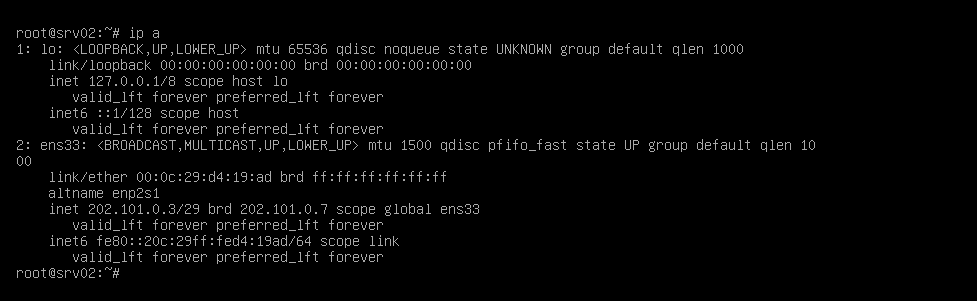 root@srv02:~# ip a
1: lo: <LOOPBACK,UP,LOWER_UP> mtu 65536 qdisc noqueue state UNKNOWN group default qlen 1000
    link/loopback 00:00:00:00:00:00 brd 00:00:00:00:00:00
    inet 127.0.0.1/8 scope host lo
       valid_lft forever preferred_lft forever
    inet6 ::1/128 scope host
       valid_lft forever preferred_lft forever
2: ens33: <BROADCAST,MULTICAST,UP,LOWER_UP> mtu 1500 qdisc pfifo_fast state UP group default qlen 10
00
    link/ether 00:0c:29:d4:19:ad brd ff:ff:ff:ff:ff:ff
    altname enp2s1
    inet 202.101.0.3/29 brd 202.101.0.7 scope global ens33
       valid_lft forever preferred_lft forever
    inet6 fe80::20c:29ff:fed4:19ad/64 scope link
       valid_lft forever preferred_lft forever
root@srv02:~#